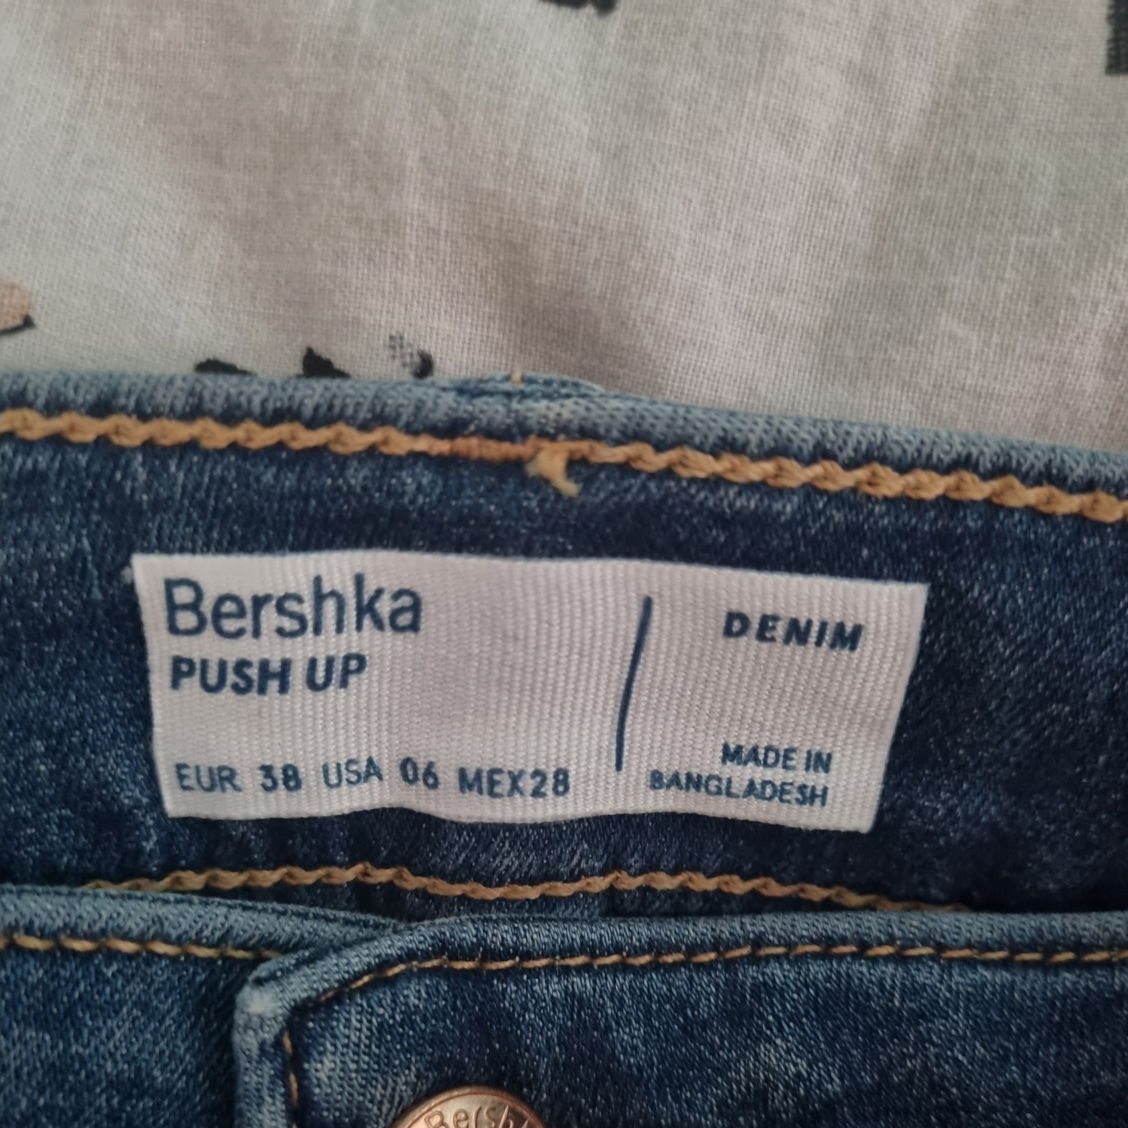 Bershka
PUSH UP
EUR 38 USA 06 MEX28
DENIM
MADE IN
BANGLADESH